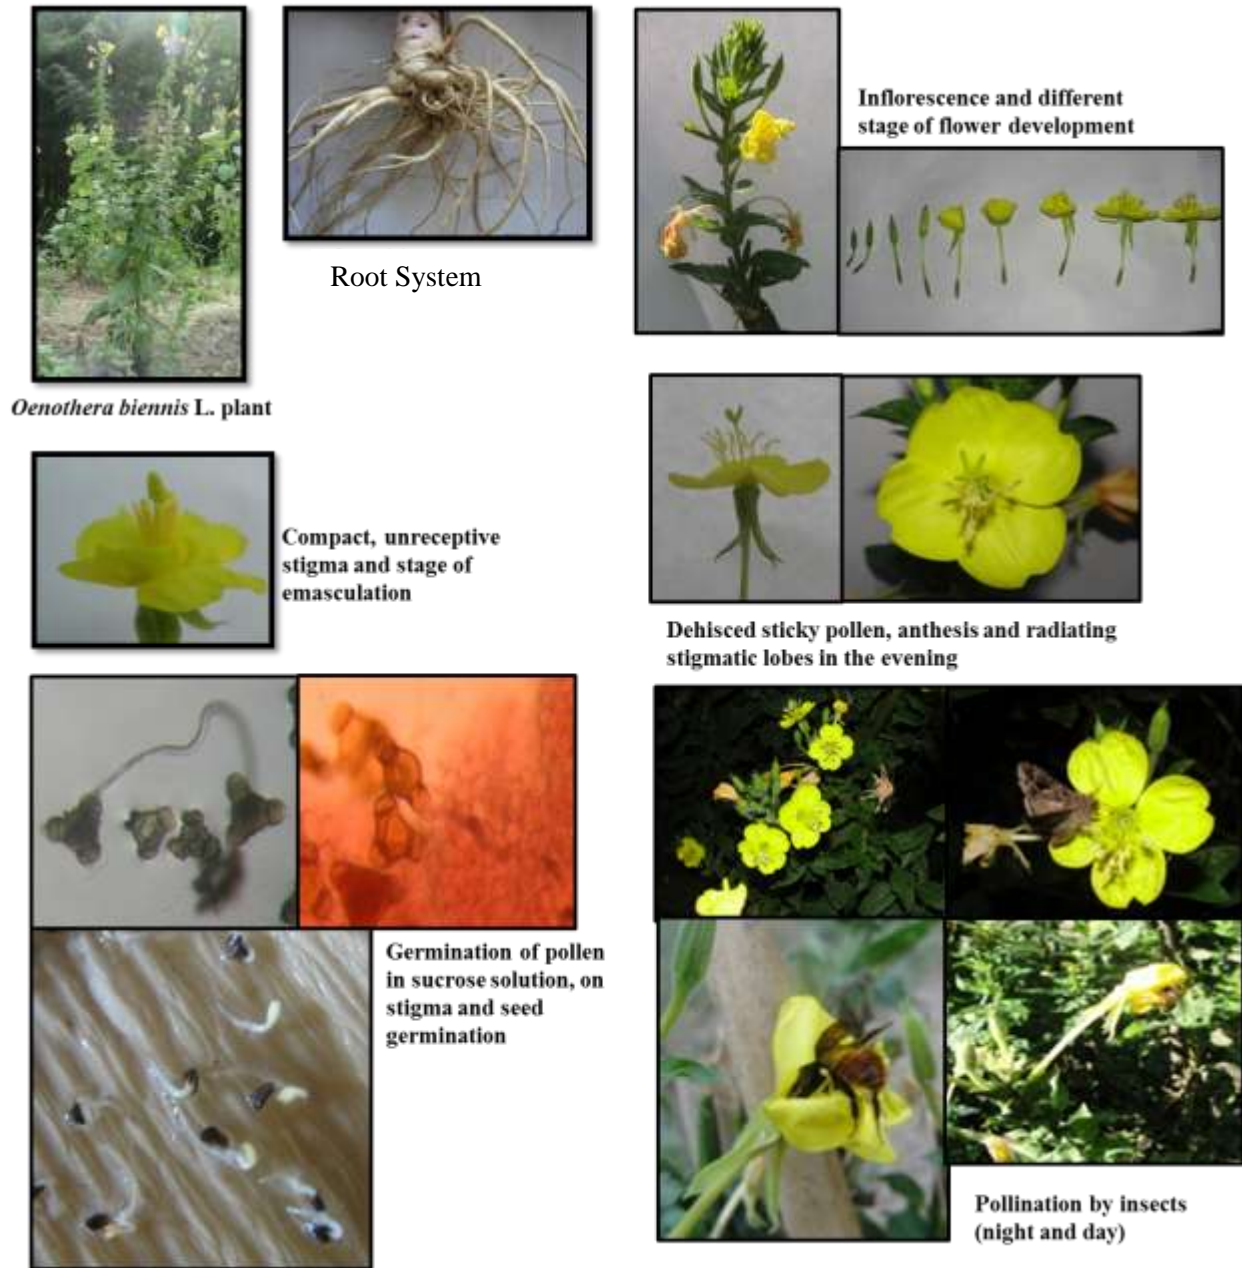 Root System
Oenothera biennis L. plant
Inflorescence and different
stage of flower development
Compact, unreceptive
stigma and stage of
emasculation
Dehisced sticky pollen, anthesis and radiating
stigmatic lobes in the evening
Germination of pollen
in sucrose solution, on
stigma and seed
germination
Pollination by insects
(night and day)